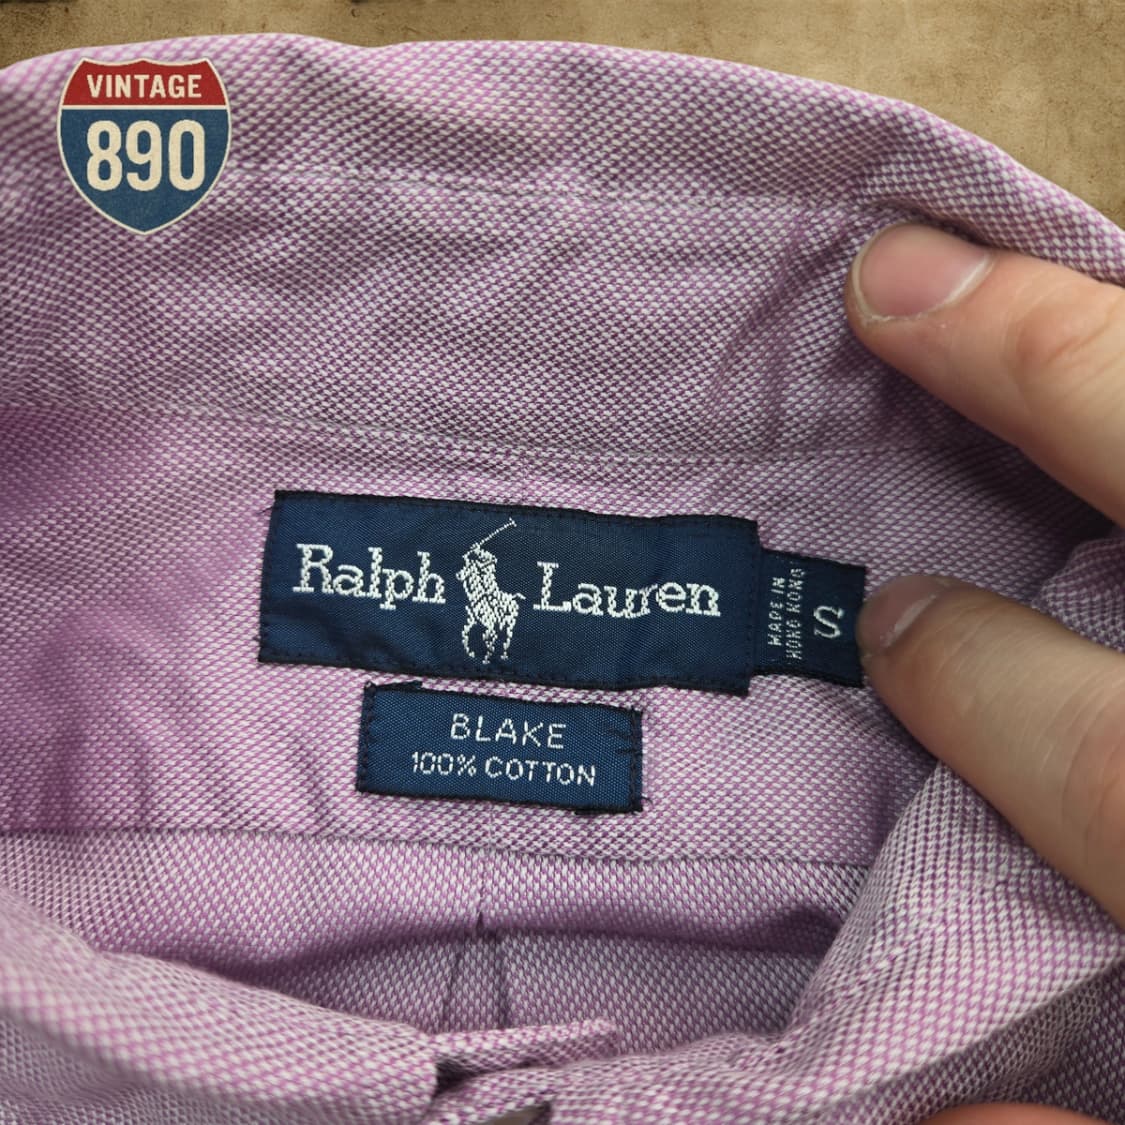 VINTAGE
890
Ralph Lauren
MADE IN
HONG KONG
S
BLAKE
100% COTTON